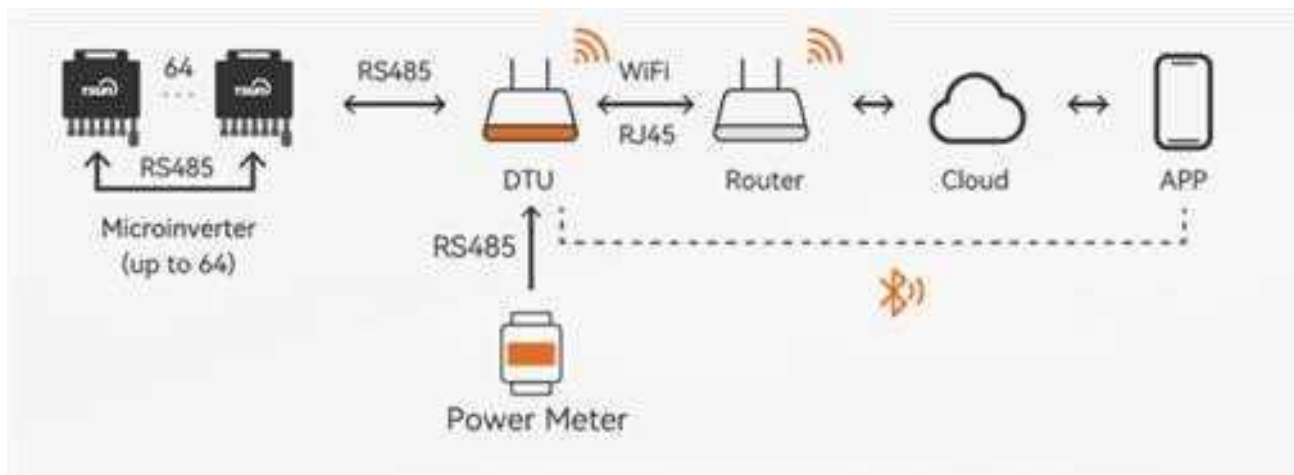 64
RS485
Microinverter
(up to 64)
RS485
WiFi
RJ45
DTU
Router
Cloud
APP
RS485
Power Meter